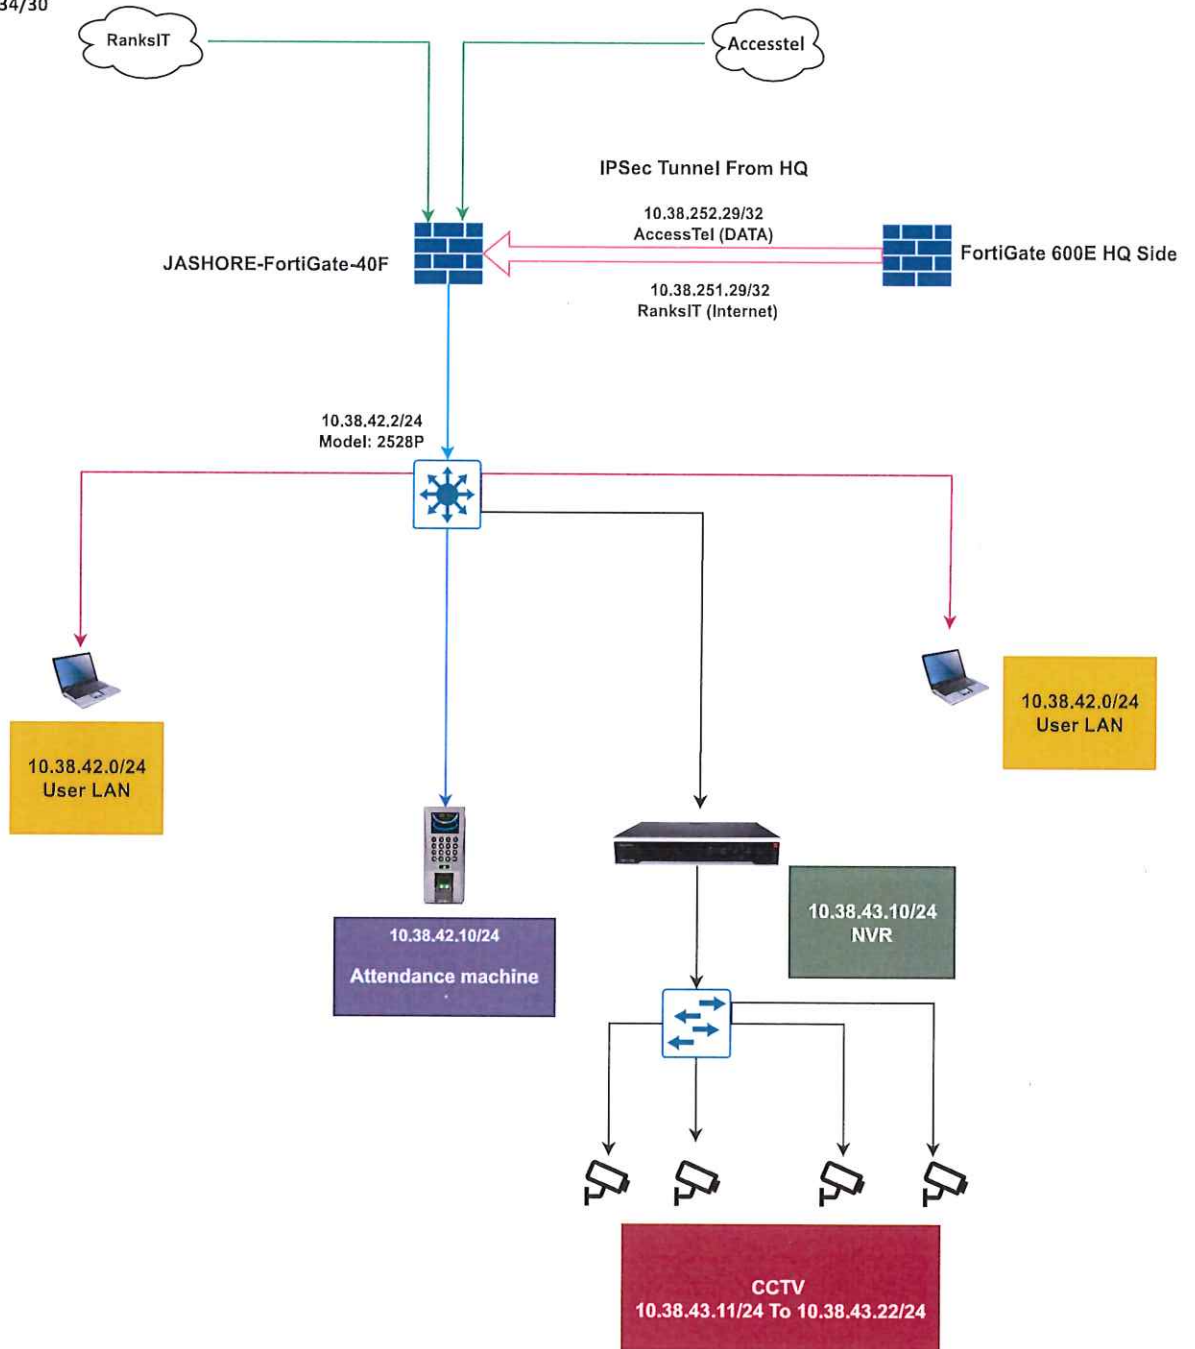 34/30
RanksIT
Accesstel
IPSec Tunnel From HQ
10.38.252.29/32
AccessTel (DATA)
JASHORE-FortiGate-40F
FortiGate 600E HQ Side
10.38.251.29/32
RanksIT (Internet)
10.38.42.2/24
Model: 2528P
10.38.42.0/24
User LAN
10.38.42.0/24
User LAN
10.38.42.10/24
Attendance machine
10.38.43.10/24
NVR
CCTV
10.38.43.11/24 To 10.38.43.22/24